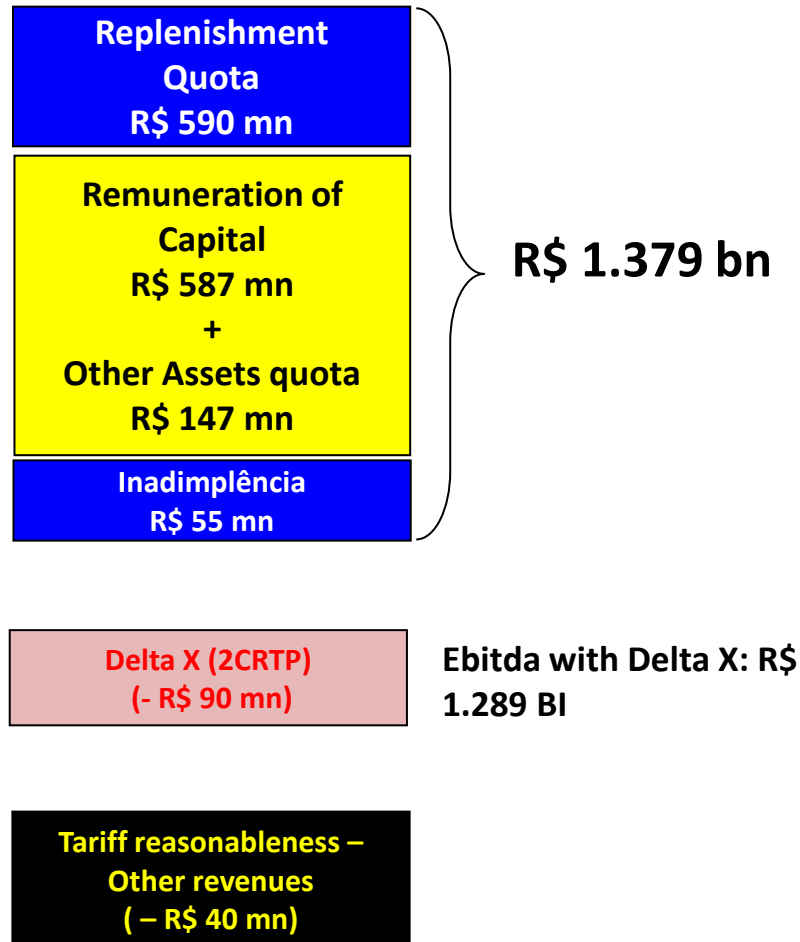 Replenishment
Quota
R$ 590 mn
Remuneration of
Capital
R$ 587 mn
+
Other Assets quota
R$ 147 mn
Inadimplência
R$ 55 mn
R$ 1.379 bn
Delta X (2CRTP)
(- R$ 90 mn)
Ebitda with Delta X: R$
1.289 BI
Tariff reasonableness –
Other revenues
( – R$ 40 mn)